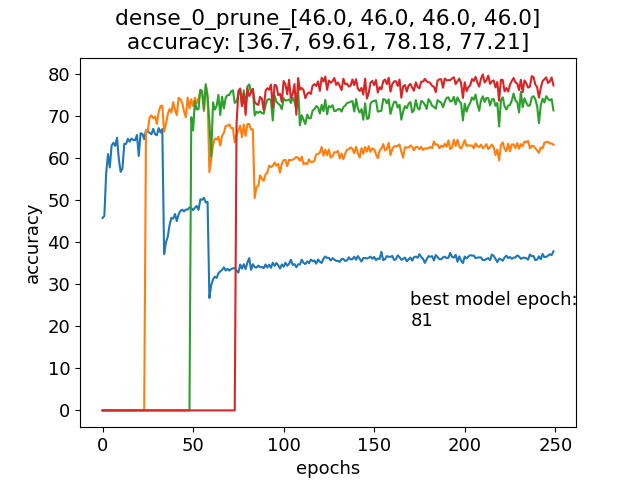 dense_0_prune_[46.0, 46.0, 46.0, 46.0]
accuracy: [36.7, 69.61, 78.18, 77.21]
80
70
60
50
40
30
20
10
0
accuracy
best model epoch:
81
0 50 100 150 200 250
epochs